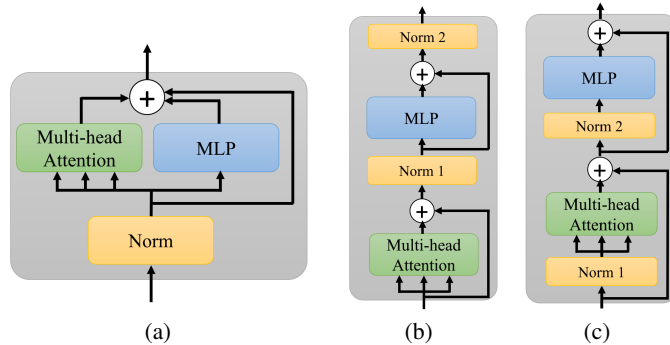 +
Multi-head
Attention
MLP
Norm
(a)
Norm 2
+
MLP
Norm 1
+
Multi-head
Attention
(b)
+
MLP
Norm 2
+
Multi-head
Attention
Norm 1
(c)